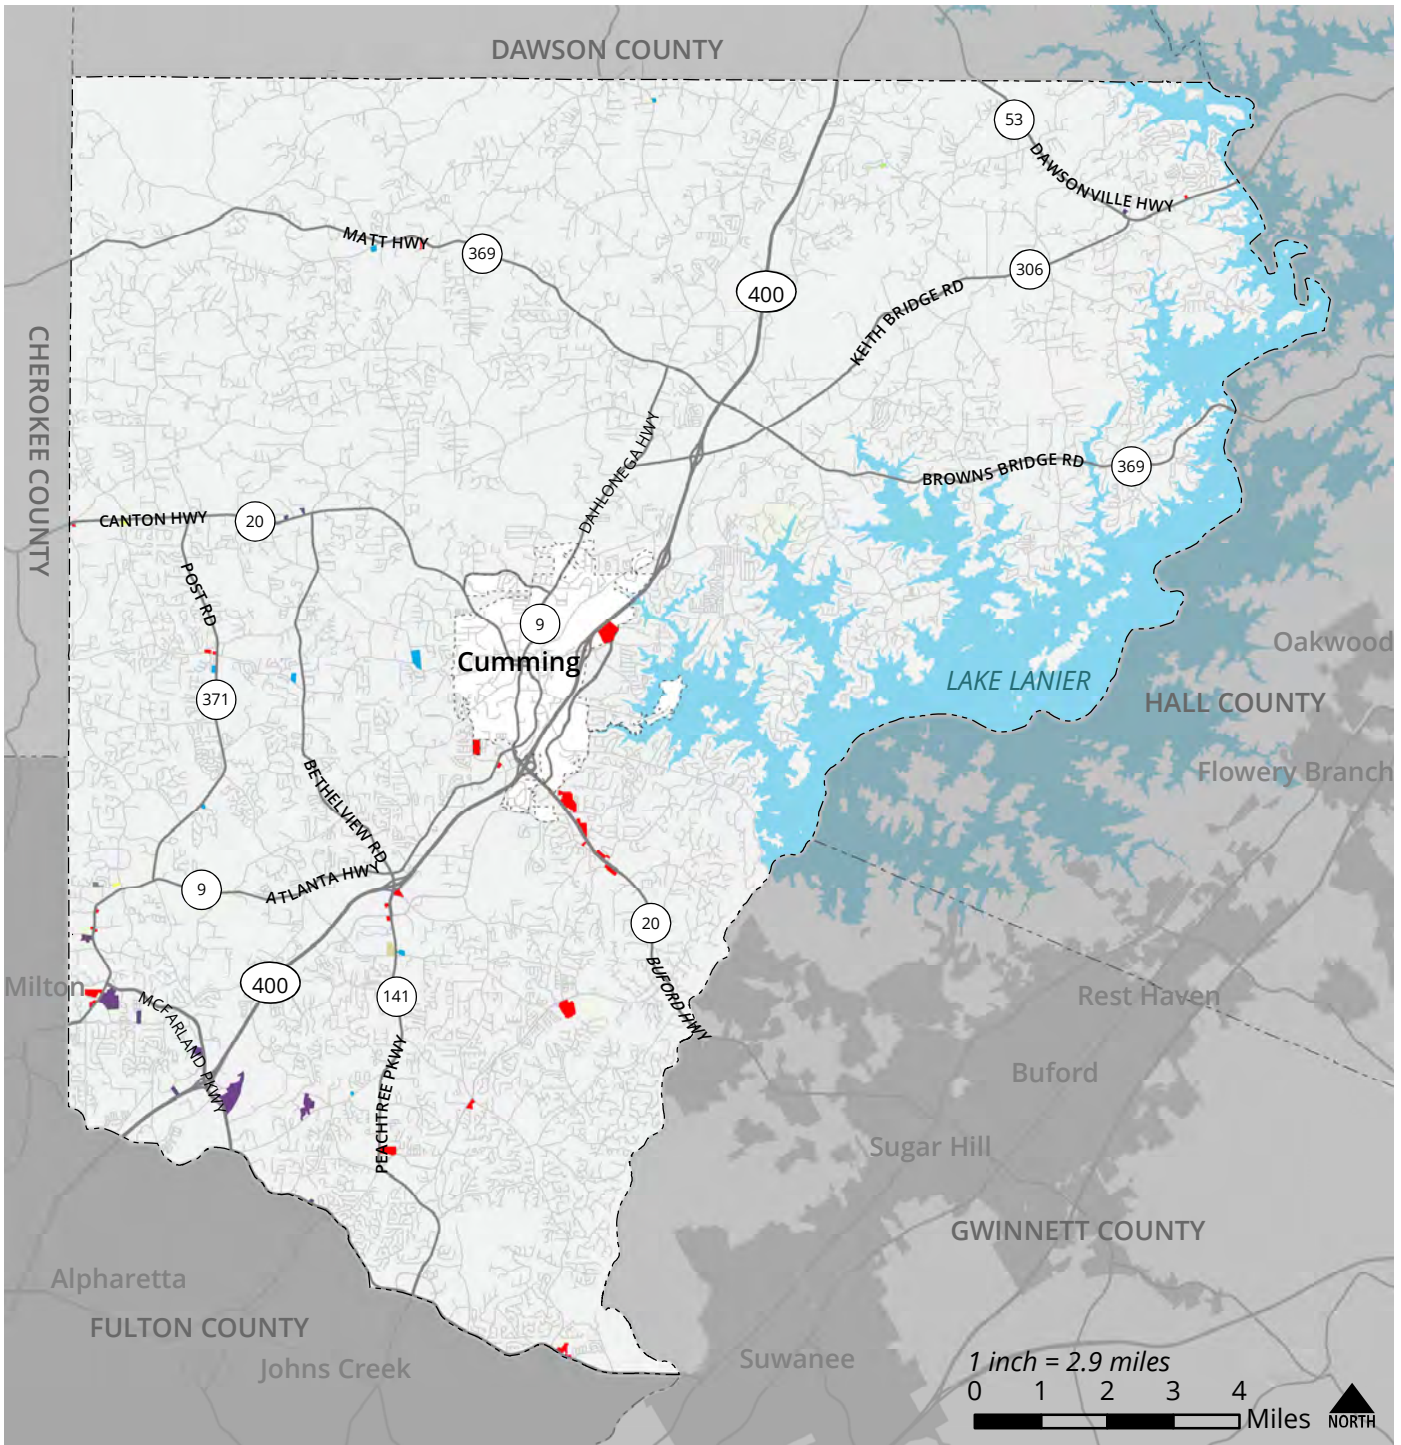 DAWSON COUNTY
53
DAWSONVILLE HWY
MATT HWY
369
306
400
KEITH BRIDGE RD
CHEROKEE COUNTY
DAHLONEGA HWY
BROWNS BRIDGE RD
369
CANTON HWY
20
POST RD
9
Cumming
Oakwood
LAKE LANIER
HALL COUNTY
371
Flowery Branch
BETHELVIEW RD
ATLANTA HWY
9
20
BUFORD HWY
Milton
400
141
Rest Haven
MCFARLAND PKWY
Buford
PEACHTREE PKWY
Sugar Hill
GWINNETT COUNTY
Alpharetta
FULTON COUNTY
Johns Creek
Suwanee
1 inch = 2.9 miles
0 1 2 3 4
Miles
NORTH